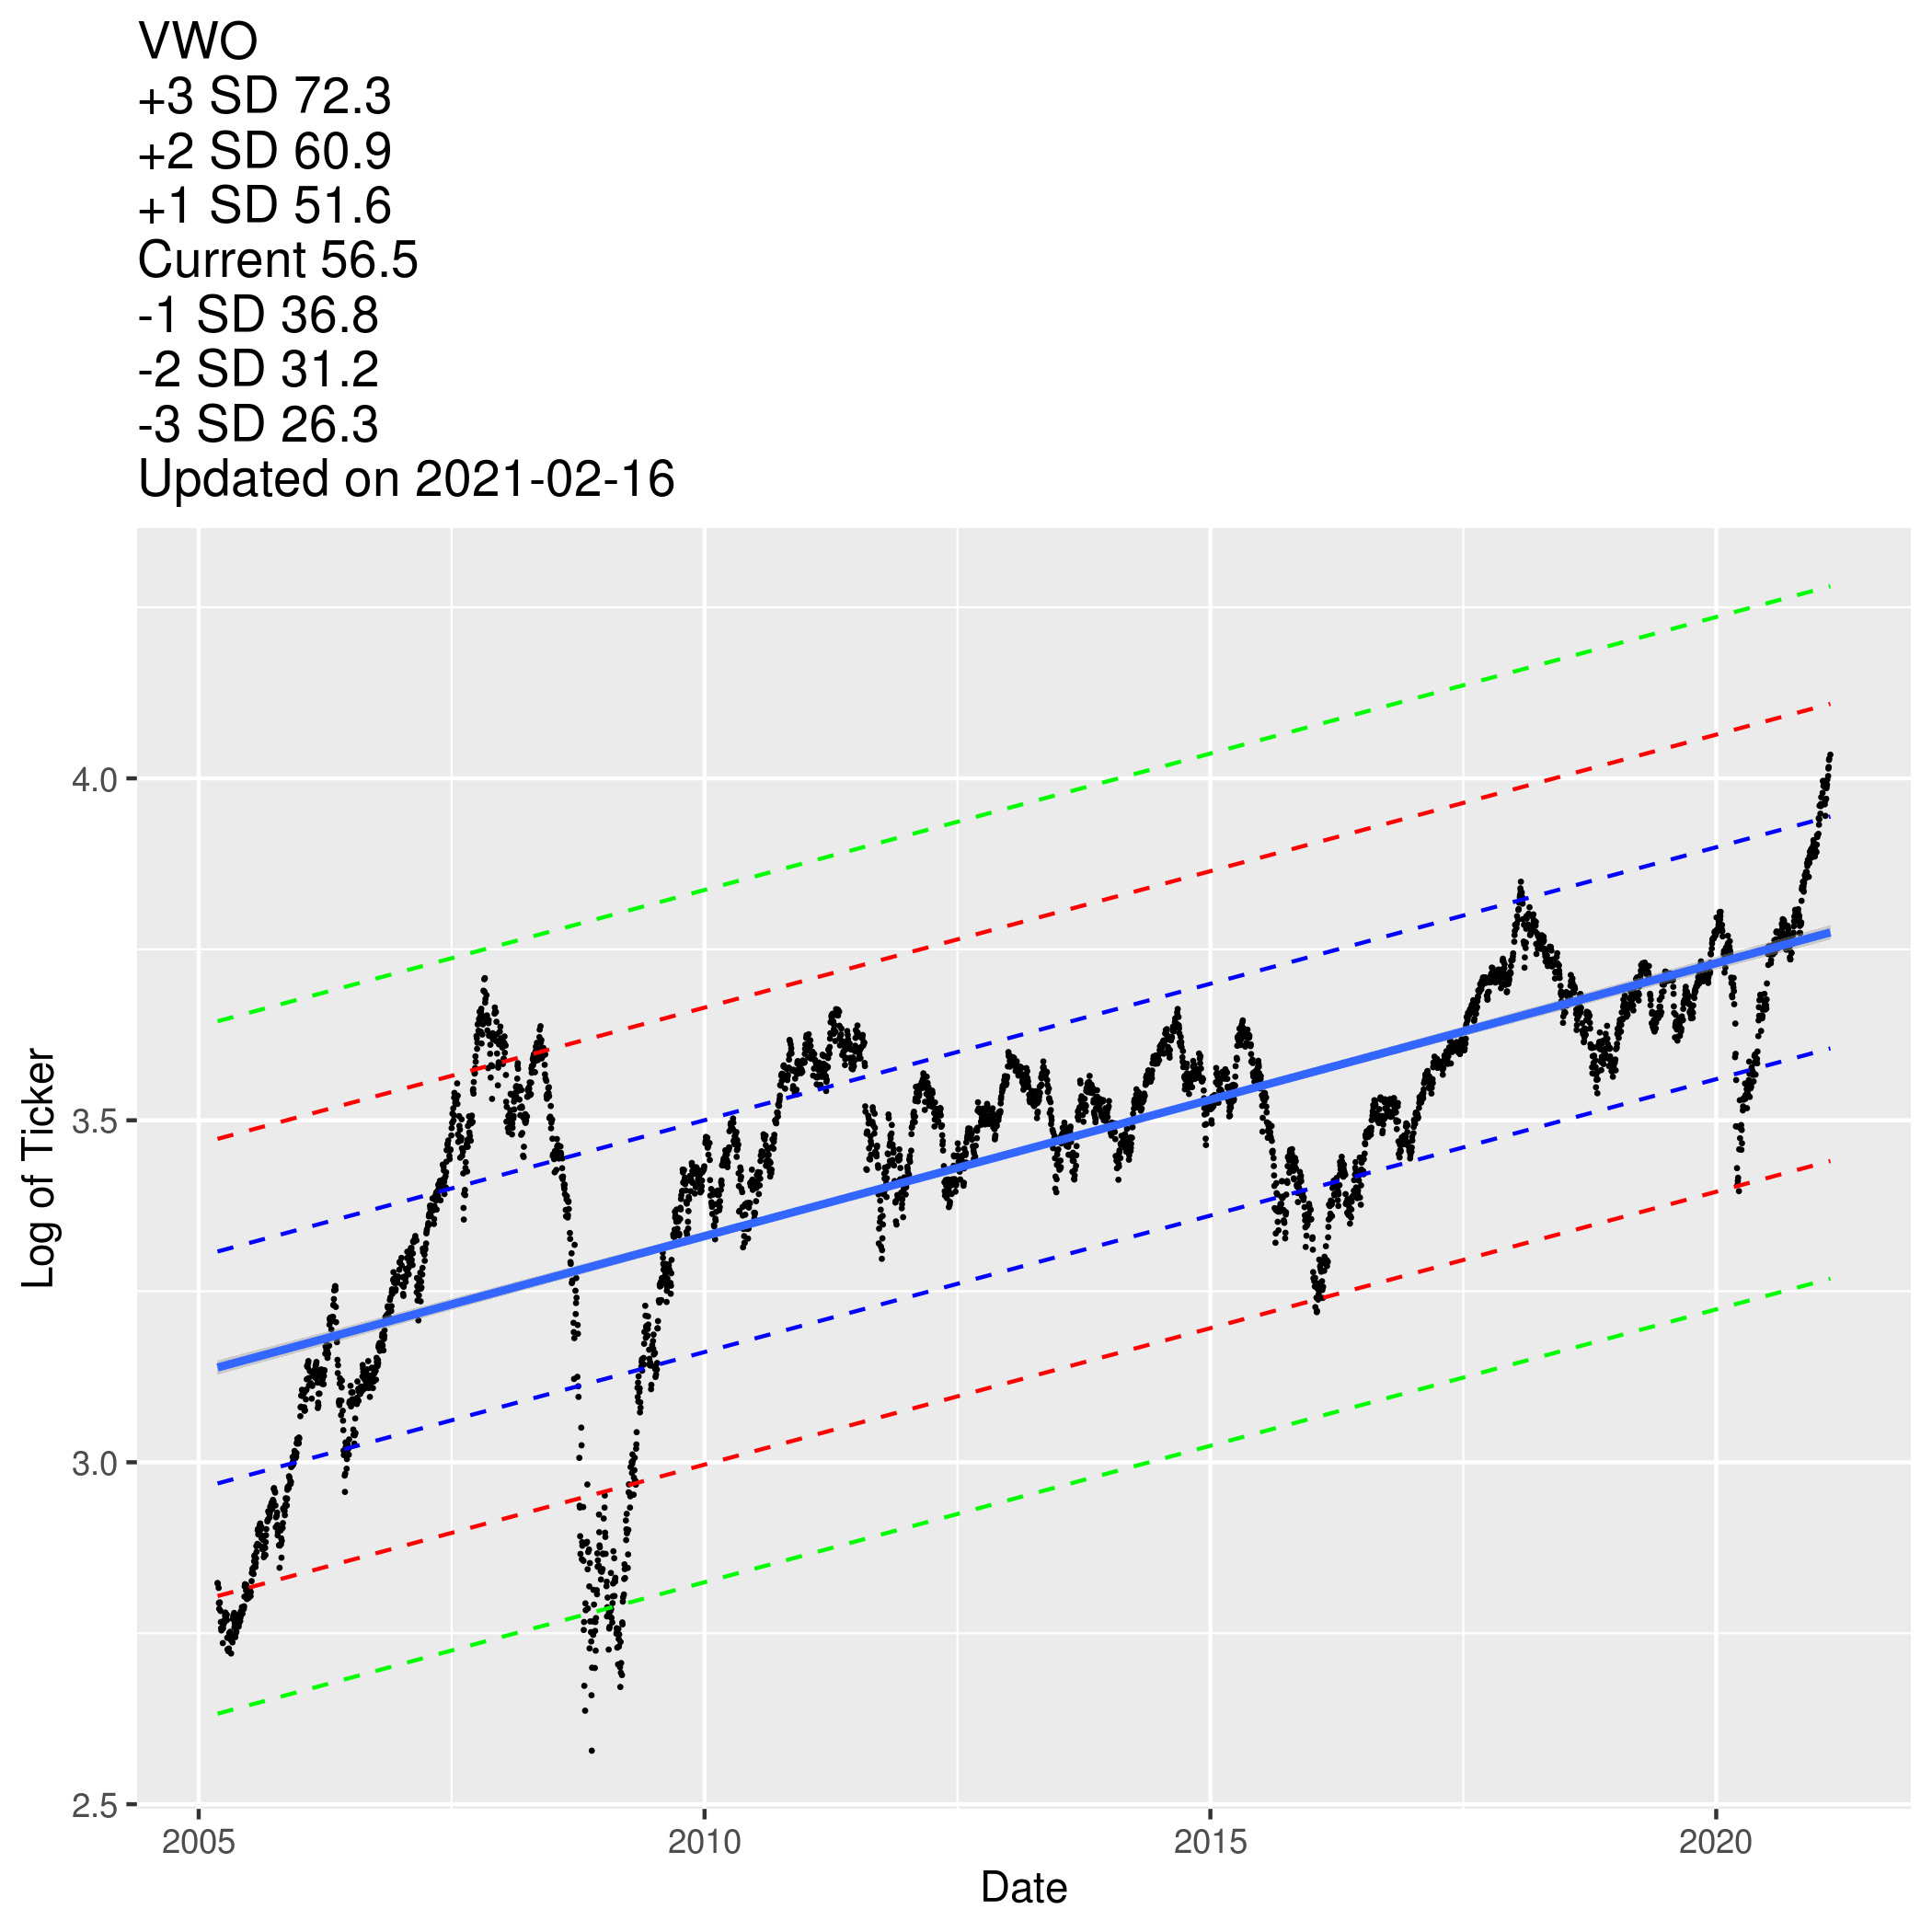 VWO
+3 SD 72.3
+2 SD 60.9
+1 SD 51.6
Current 56.5
-1 SD 36.8
-2 SD 31.2
-3 SD 26.3
Updated on 2021-02-16
Log of Ticker
4.0
3.5
3.0
2.5
2005 2010 2015 2020
Date